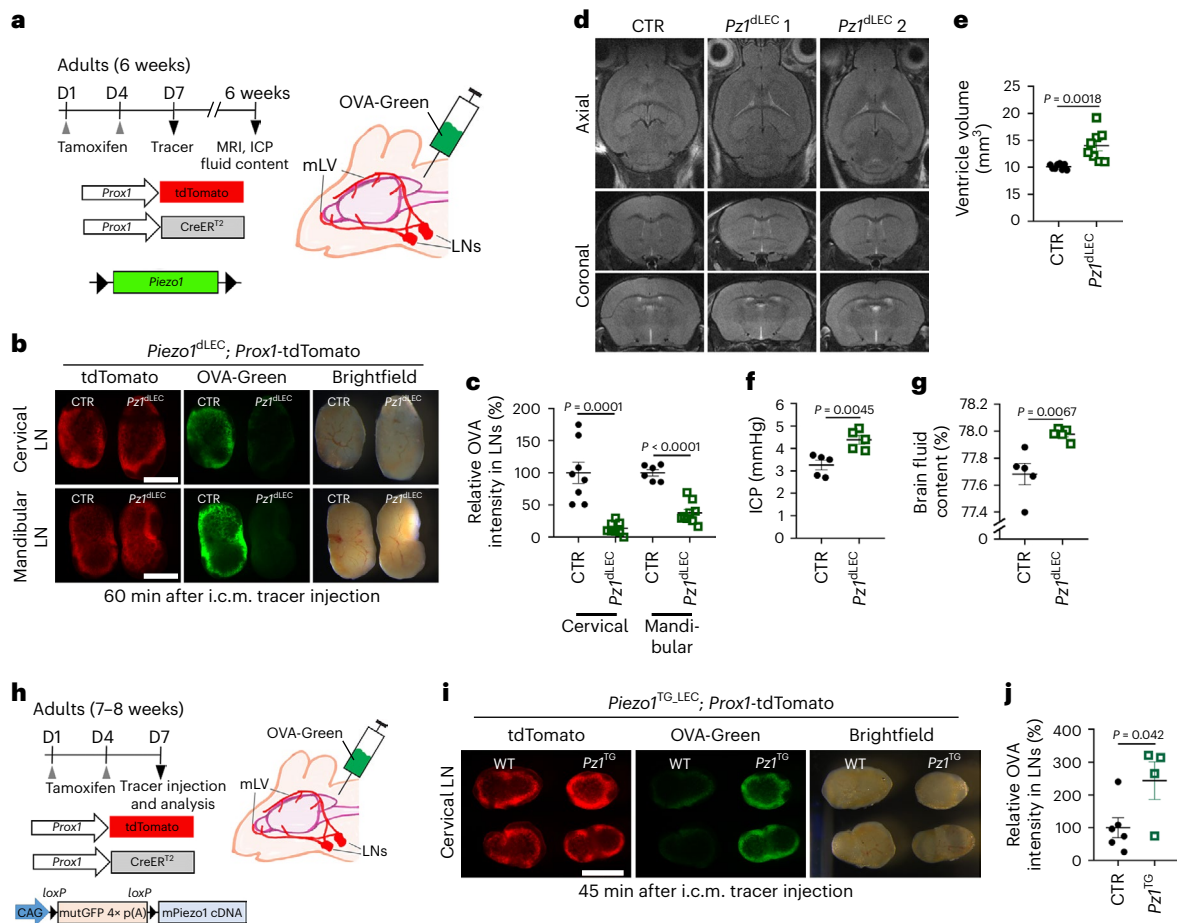 a
Adults (6 weeks)
D1 D4 D7 6 weeks
Tamoxifen Tracer MRI, ICP
fluid content
Prox1 tdTomato
Prox1 CreERT2
Piezo1
OVA-Green
mLV
LNs
b
Piezo1dLEC; Prox1-tdTomato
tdTomato OVA-Green Brightfield
Cervical
LN
CTR Pz1dLEC CTR Pz1dLEC CTR Pz1dLEC
Mandibular
LN
CTR Pz1dLEC CTR Pz1dLEC CTR Pz1dLEC
60 min after i.c.m. tracer injection
c
Relative OVA
intensity in LNs (%)
200
150
100
50
0
P = 0.0001
P < 0.0001
CTR Pz1dLEC CTR Pz1dLEC
Cervical Mandi-
bular
d
CTR Pz1dLEC 1 Pz1dLEC 2
Axial
Coronal
e
Ventricle volume
(mm3)
25
20
15
10
5
0
P = 0.0018
CTR Pz1dLEC
f
ICP (mmHg)
6
5
4
3
2
1
0
P = 0.0045
CTR Pz1dLEC
g
Brain fluid
content (%)
78.2
78.0
77.8
77.6
77.4
0
P = 0.0067
CTR Pz1dLEC
h
Adults (7–8 weeks)
D1 D4 D7
Tamoxifen Tracer injection
and analysis
Prox1 tdTomato
Prox1 CreERT2
loxP loxP
CAG mutGFP 4× p(A) mPiezo1 cDNA
OVA-Green
mLV
LNs
i
Piezo1TG_LEC; Prox1-tdTomato
tdTomato OVA-Green Brightfield
Cervical LN
WT Pz1TG WT Pz1TG WT Pz1TG
45 min after i.c.m. tracer injection
j
Relative OVA
intensity in LNs (%)
400
300
200
100
0
P = 0.042
CTR Pz1TG